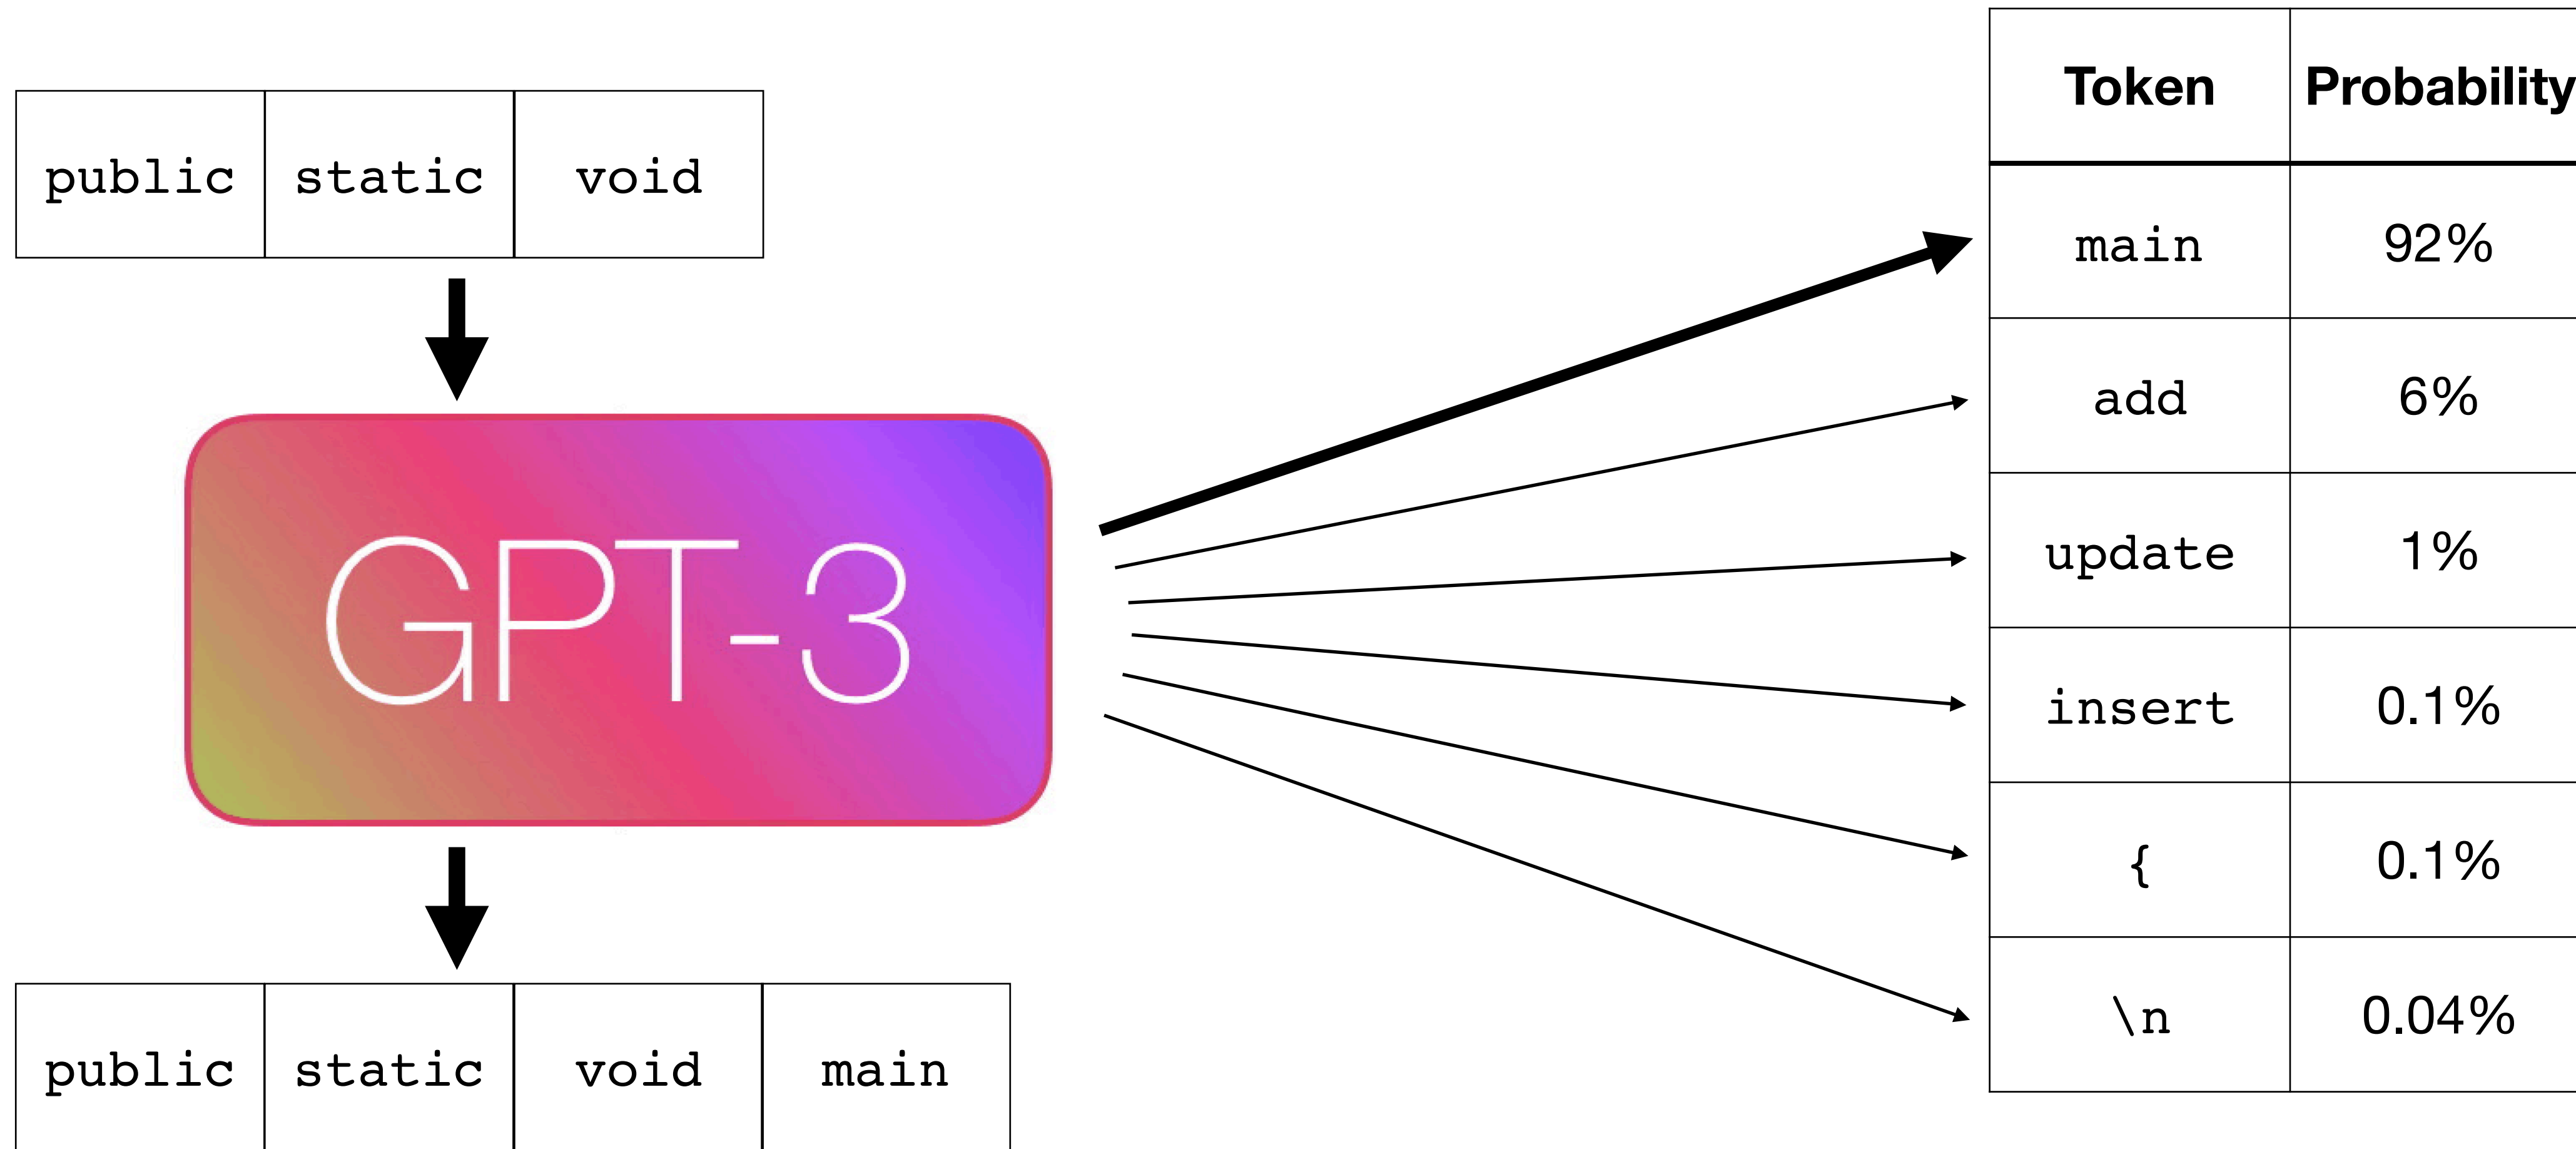 public static void
GPT-3
public static void main
Token Probability
main 92%
add 6%
update 1%
insert 0.1%
{ 0.1%
\n 0.04%